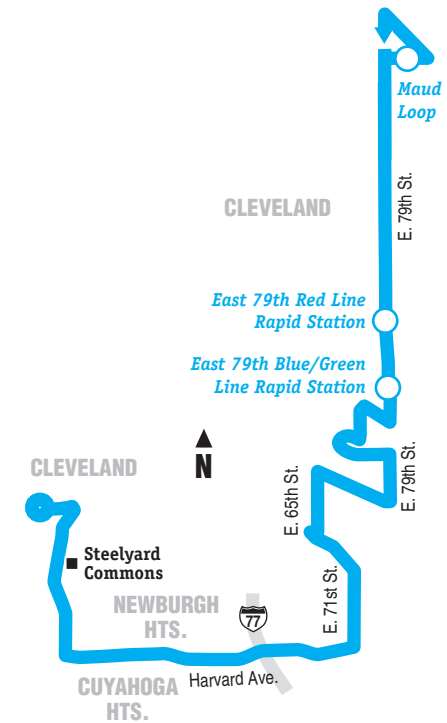 Maud
Loop
E. 79th St.
CLEVELAND
East 79th Red Line
Rapid Station
East 79th Blue/Green
Line Rapid Station
N
CLEVELAND
E. 65th St.
E. 79th St.
Steelyard
Commons
NEWBURGH
HTS.
77
E. 71st St.
Harvard Ave.
CUYAHOGA
HTS.